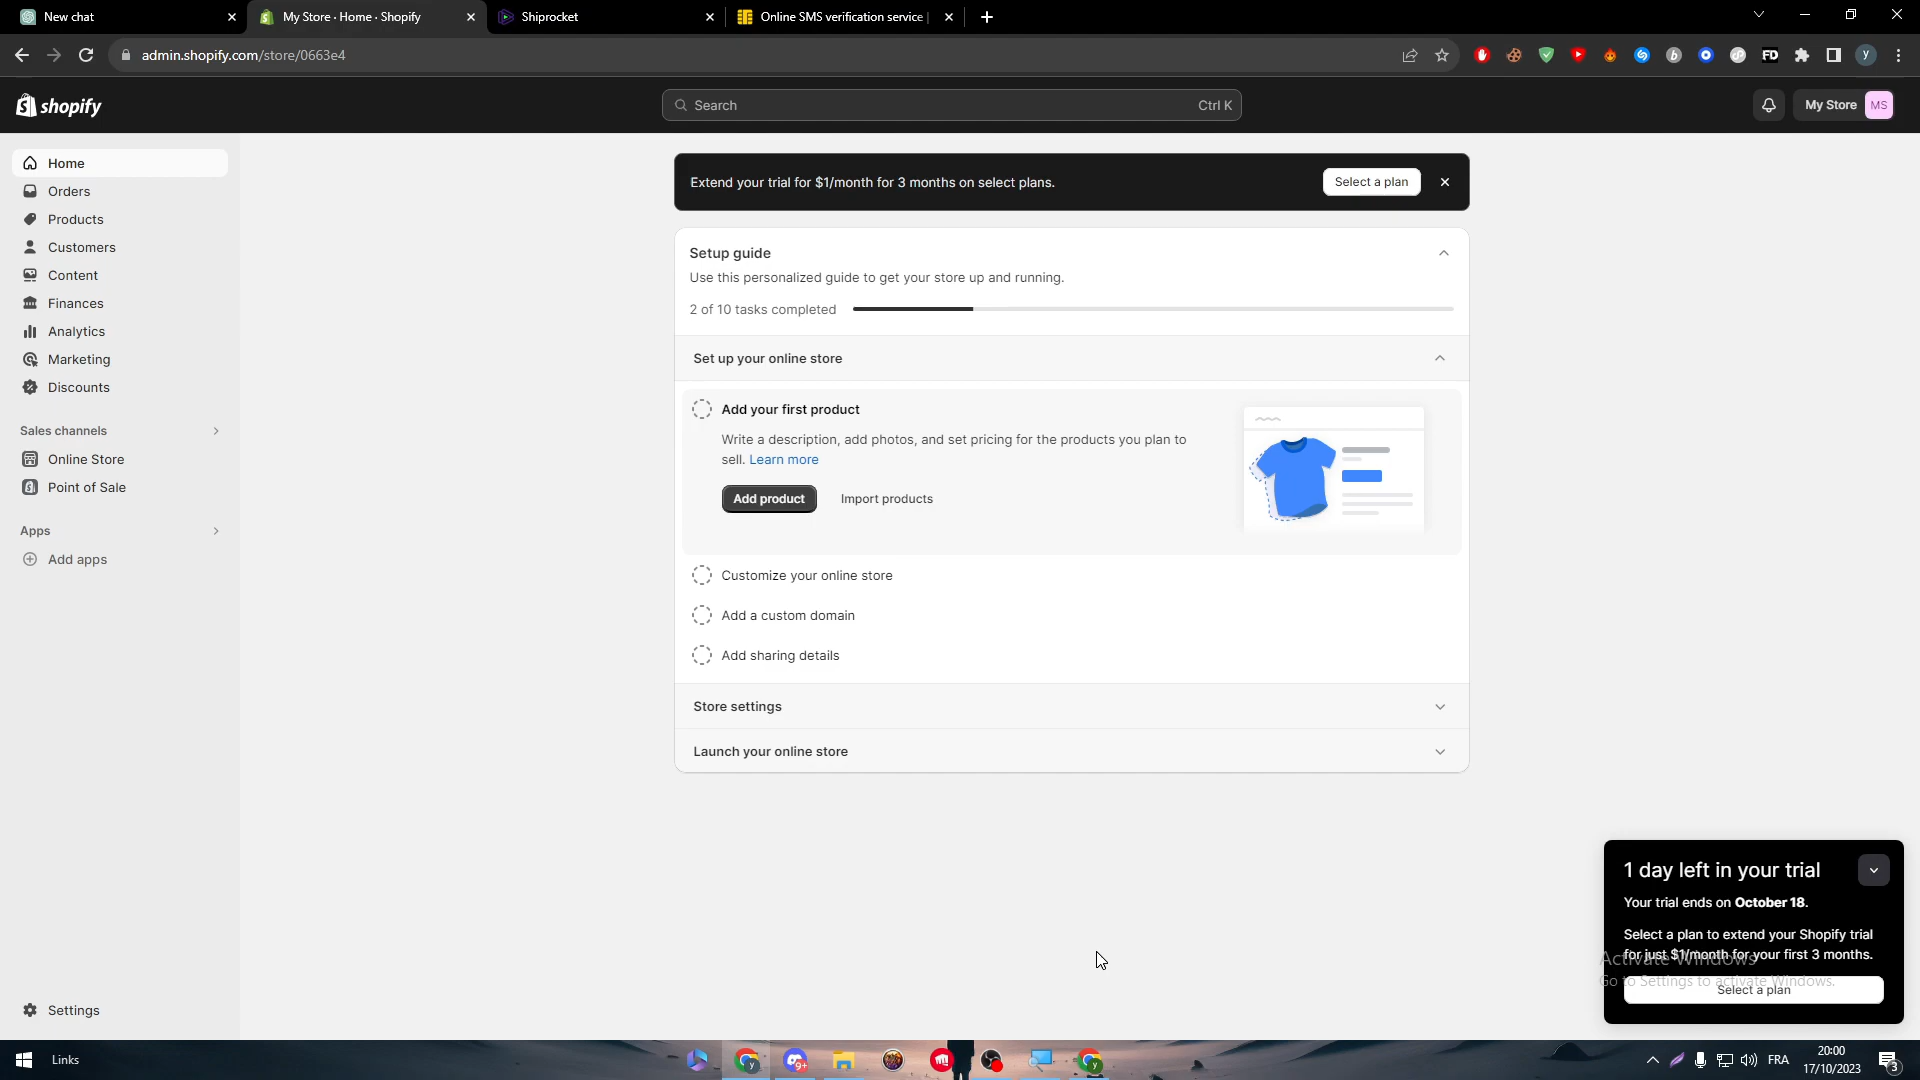 New chat
My Store · Home · Shopify
Shiprocket
Online SMS verification service |
admin.shopify.com/store/0663e4
FD
y
shopify
Search
Ctrl K
My Store
MS
Home
Orders
Products
Customers
Content
Finances
Analytics
Marketing
Discounts
Sales channels
Online Store
Point of Sale
Apps
Add apps
Settings
Extend your trial for $1/month for 3 months on select plans.
Select a plan
Setup guide
Use this personalized guide to get your store up and running.
2 of 10 tasks completed
Set up your online store
Add your first product
Write a description, add photos, and set pricing for the products you plan to
sell. Learn more
Add product
Import products
Customize your online store
Add a custom domain
Add sharing details
Store settings
Launch your online store
1 day left in your trial
Your trial ends on October 18.
Select a plan to extend your Shopify trial
for just $1/month for your first 3 months.
Select a plan
Activate Windows
Go to Settings to activate Windows.
Links
9+
FRA
20:00
17/10/2023
3